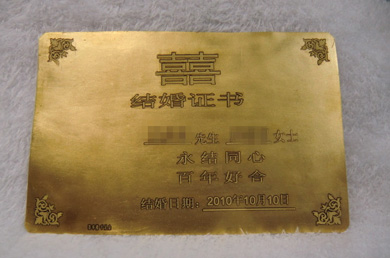 囍
结婚证书
先生 女士
永结同心
百年好合
结婚日期：2010年10月10日